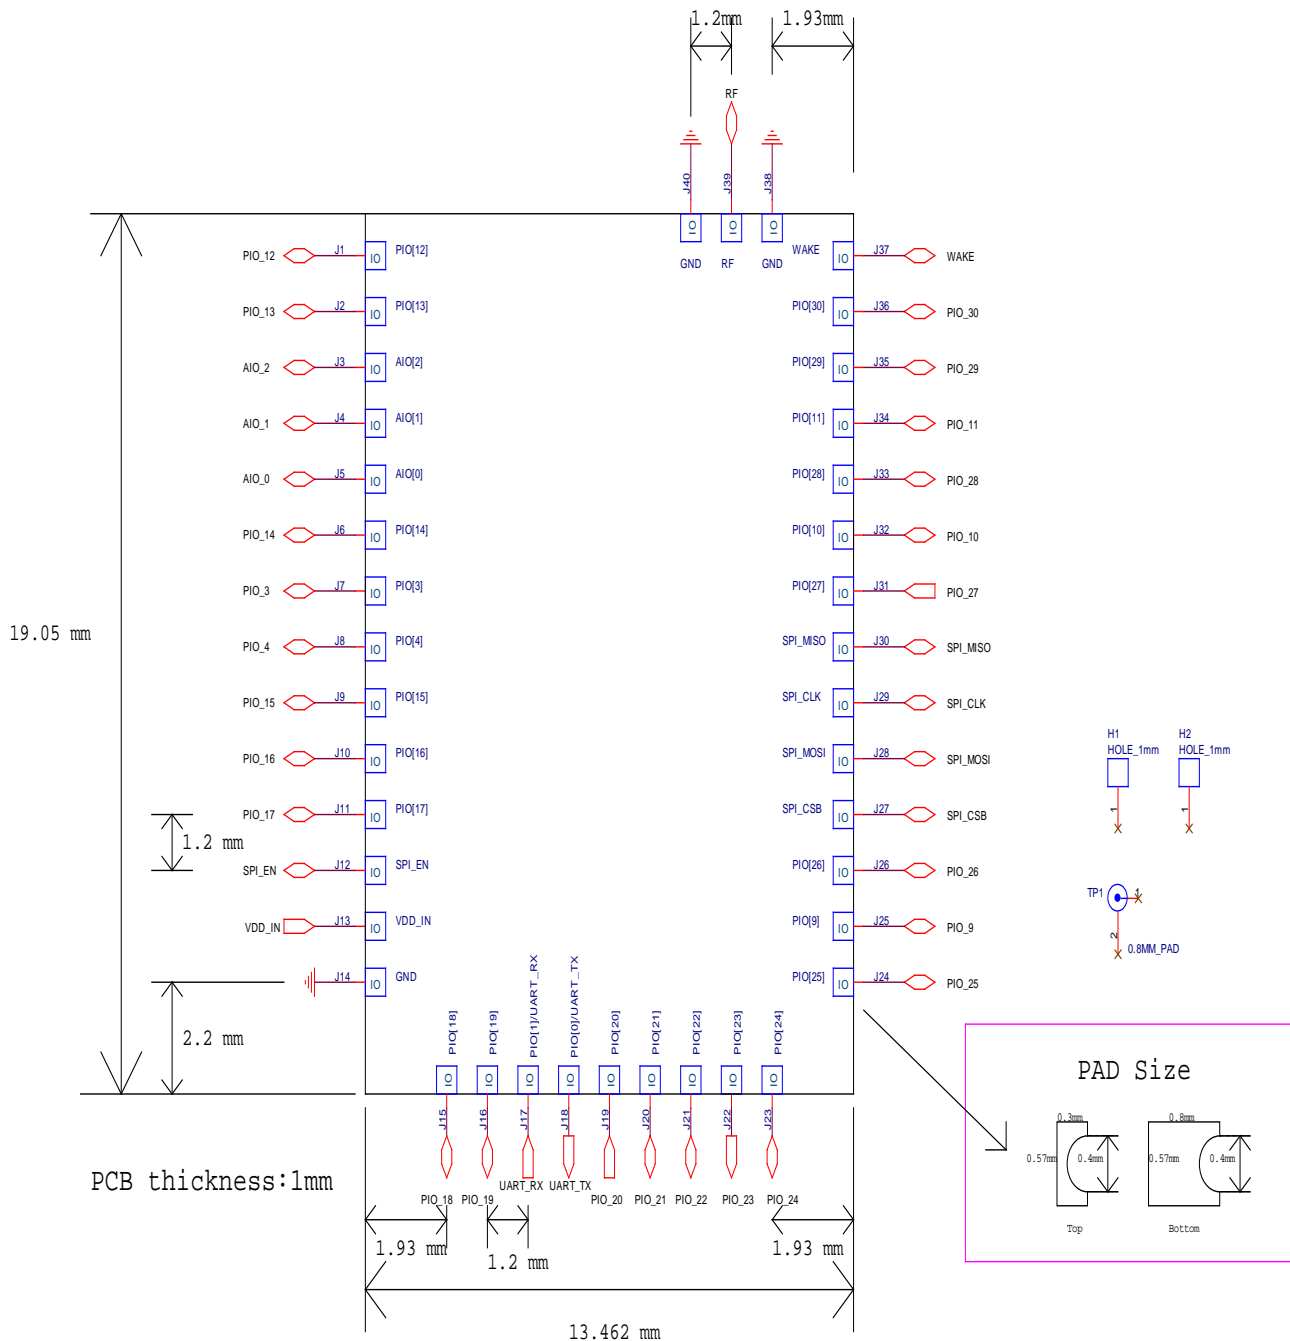 1.2mm
1.93mm
RF
J40
J39
J38
IO
IO
IO
GND RF GND
PIO_12 J1 IO PIO[12]
WAKE IO J37 WAKE
PIO_13 J2 IO PIO[13]
PIO[30] IO J36 PIO_30
AIO_2 J3 IO AIO[2]
PIO[29] IO J35 PIO_29
AIO_1 J4 IO AIO[1]
PIO[11] IO J34 PIO_11
AIO_0 J5 IO AIO[0]
PIO[28] IO J33 PIO_28
PIO_14 J6 IO PIO[14]
PIO[10] IO J32 PIO_10
PIO_3 J7 IO PIO[3]
PIO[27] IO J31 PIO_27
19.05 mm
PIO_4 J8 IO PIO[4]
SPI_MISO IO J30 SPI_MISO
PIO_15 J9 IO PIO[15]
SPI_CLK IO J29 SPI_CLK
PIO_16 J10 IO PIO[16]
SPI_MOSI IO J28 SPI_MOSI
PIO_17 J11 IO PIO[17]
SPI_CSB IO J27 SPI_CSB
1.2 mm
SPI_EN J12 IO SPI_EN
PIO[26] IO J26 PIO_26
VDD_IN J13 IO VDD_IN
PIO[9] IO J25 PIO_9
J14 IO GND
PIO[25] IO J24 PIO_25
2.2 mm
H1
HOLE_1mm
1
H2
HOLE_1mm
1
TP1
1
2
0.8MM_PAD
PIO[18]
PIO[19]
PIO[1]/UART_RX
PIO[0]/UART_TX
PIO[20]
PIO[21]
PIO[22]
PIO[23]
PIO[24]
IO
IO
IO
IO
IO
IO
IO
IO
IO
J15
J16
J17
J18
J19
J20
J21
J22
J23
PIO_18
PIO_19
UART_RX
UART_TX
PIO_20
PIO_21
PIO_22
PIO_23
PIO_24
PCB thickness:1mm
1.93 mm
1.2 mm
1.93 mm
13.462 mm
PAD Size
0.3mm
0.57mm
0.4mm
Top
0.8mm
0.57mm
0.4mm
Bottom